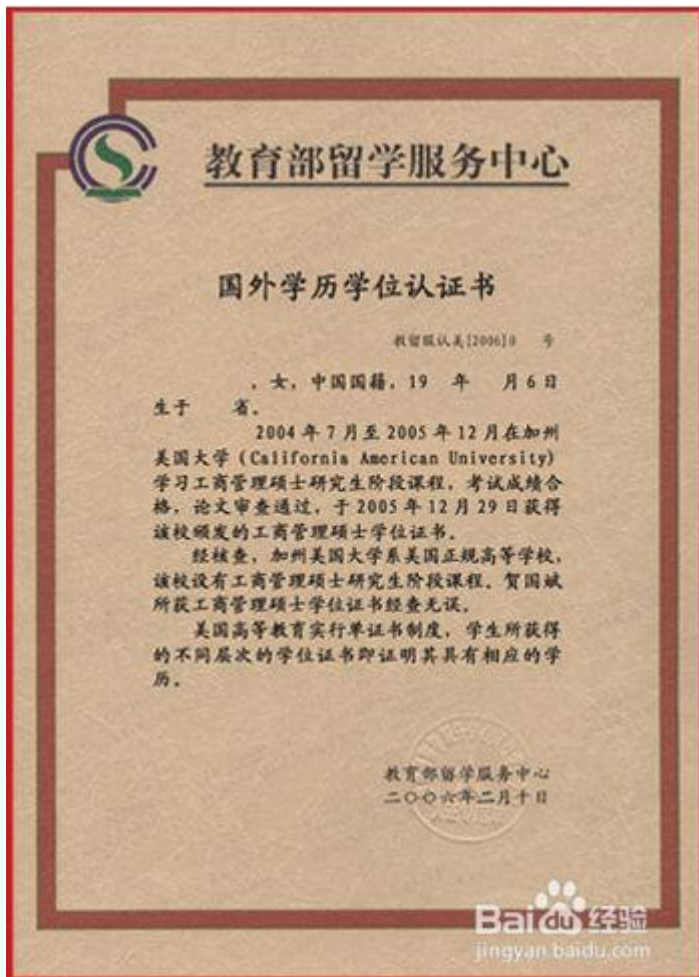 教育部留学服务中心
国外学历学位认证书
教留服认美[2006]0 号
，女，中国国籍，19 年 月6日
生于 省。
2004年7月至2005年12月在加州
美国大学（California American University)
学习工商管理硕士研究生阶段课程，考试成绩合
格，论文审查通过，于2005年12月29日获得
该校颁发的工商管理硕士学位证书。
经核查，加州美国大学系美国正规高等学校，
该校设有工商管理硕士研究生阶段课程。贺国斌
所获工商管理硕士学位证书经查无误。
美国高等教育实行单证书制度，学生所获得
的不同层次的学位证书即证明其具有相应的学
历。
教育部留学服务中心
二〇〇六年二月十日
Baidu 经验
jingyan.baidu.com